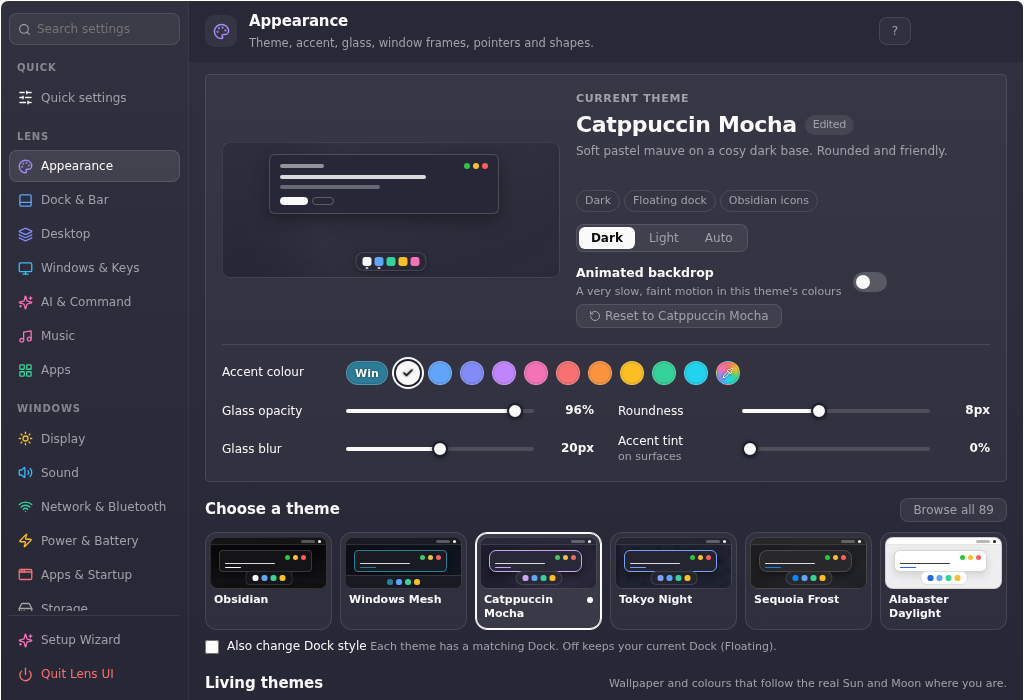 Search settings
QUICK
Quick settings
LENS
Appearance
Dock & Bar
Desktop
Windows & Keys
AI & Command
Music
Apps
WINDOWS
Display
Sound
Network & Bluetooth
Power & Battery
Apps & Startup
Storage
Setup Wizard
Quit Lens UI
Appearance
Theme, accent, glass, window frames, pointers and shapes.
?
CURRENT THEME
Catppuccin Mocha Edited
Soft pastel mauve on a cosy dark base. Rounded and friendly.
Dark Floating dock Obsidian icons
Dark Light Auto
Animated backdrop
A very slow, faint motion in this theme's colours
Reset to Catppuccin Mocha
Accent colour Win
Glass opacity 96% Roundness 8px
Glass blur 20px Accent tint 0%
on surfaces
Choose a theme Browse all 89
Obsidian
Windows Mesh
Catppuccin
Mocha
Tokyo Night
Sequoia Frost
Alabaster
Daylight
Also change Dock style Each theme has a matching Dock. Off keeps your current Dock (Floating).
Living themes Wallpaper and colours that follow the real Sun and Moon where you are.